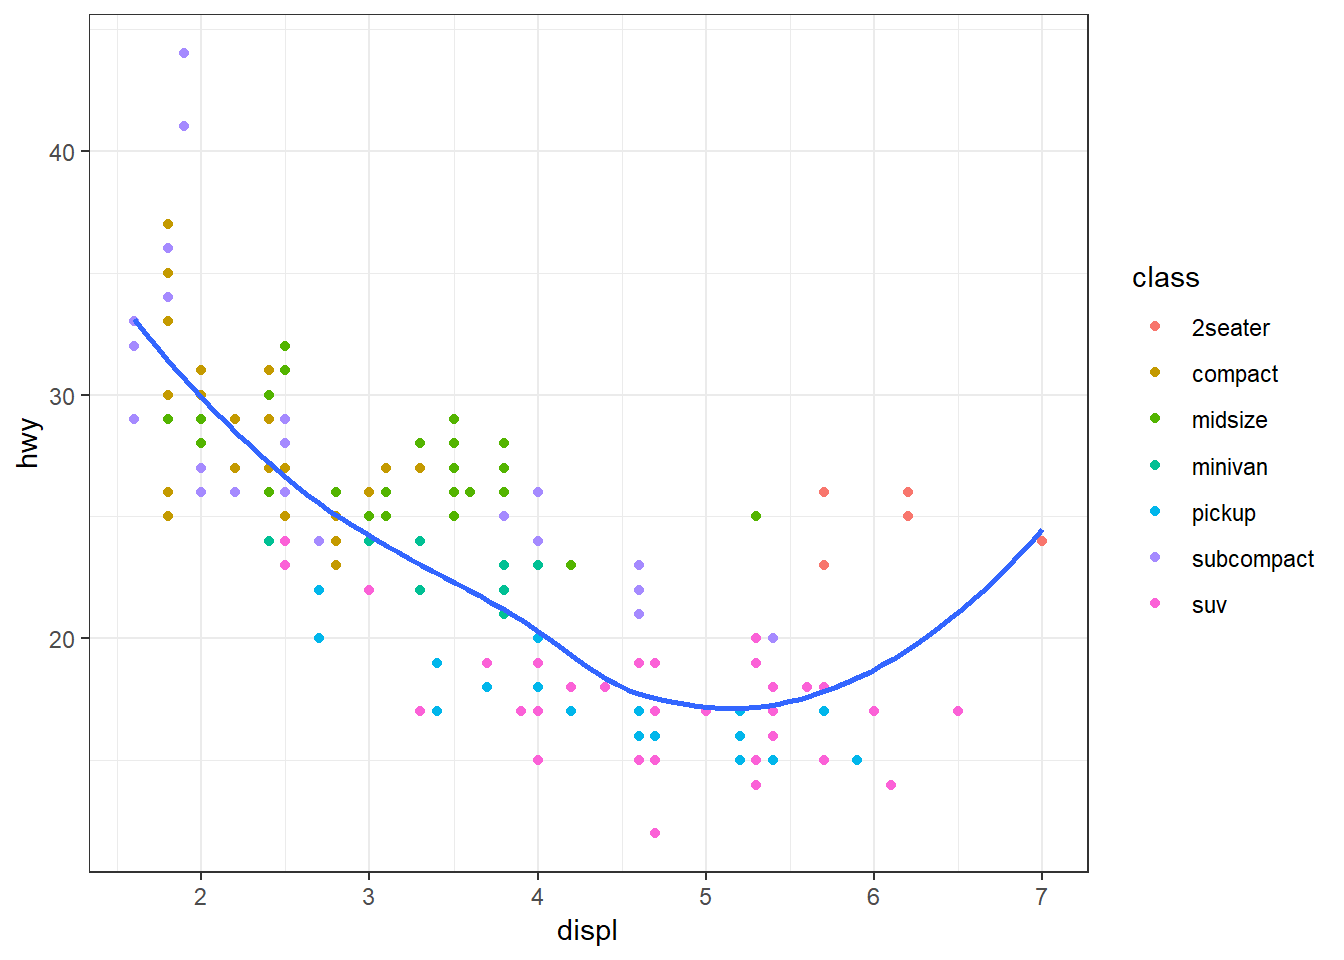 hwy
40
30
20
2 3 4 5 6 7
displ
class
2seater
compact
midsize
minivan
pickup
subcompact
suv